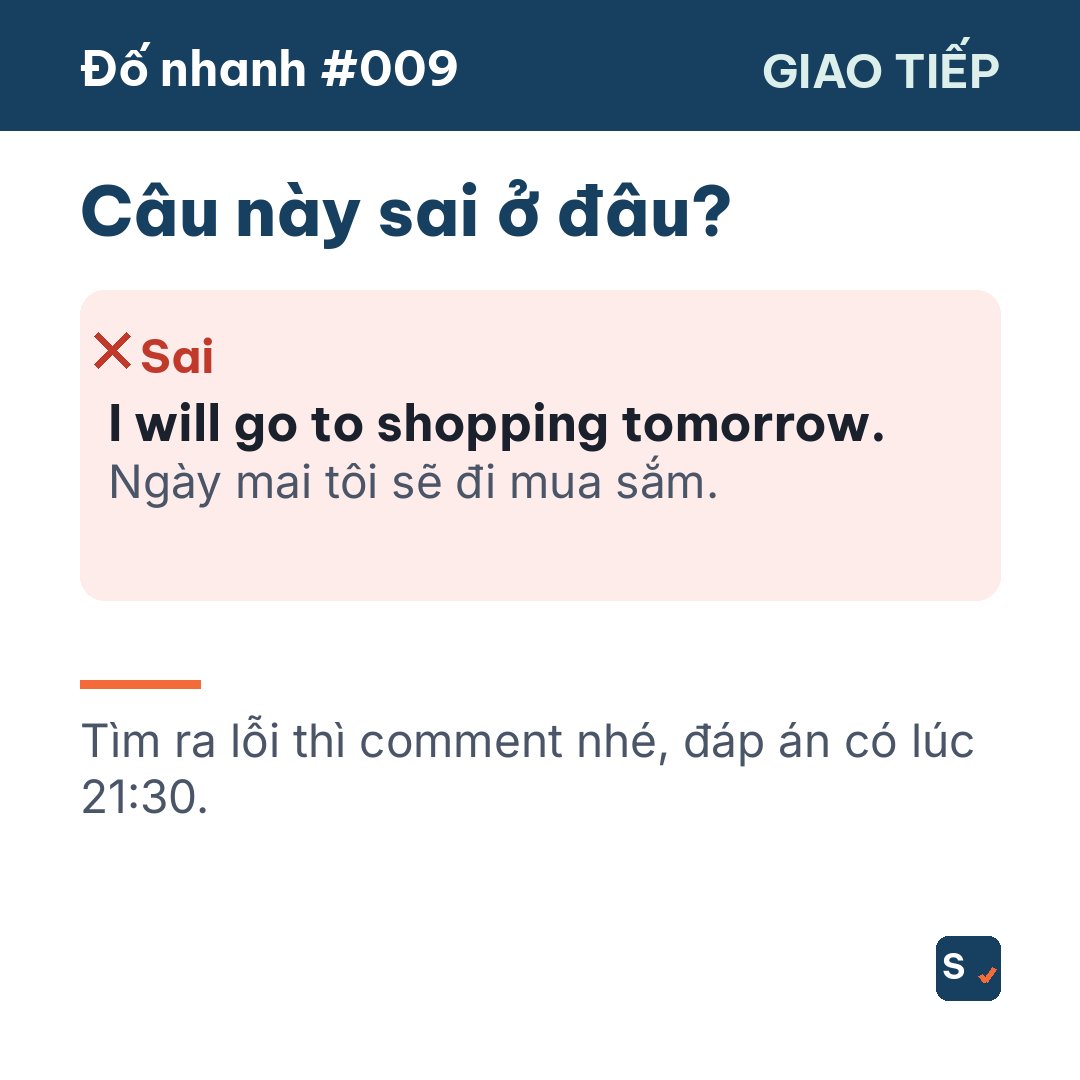 Đố nhanh #009
GIAO TIẾP
Câu này sai ở đâu?
Sai
I will go to shopping tomorrow.
Ngày mai tôi sẽ đi mua sắm.
Tìm ra lỗi thì comment nhé, đáp án có lúc
21:30.
S